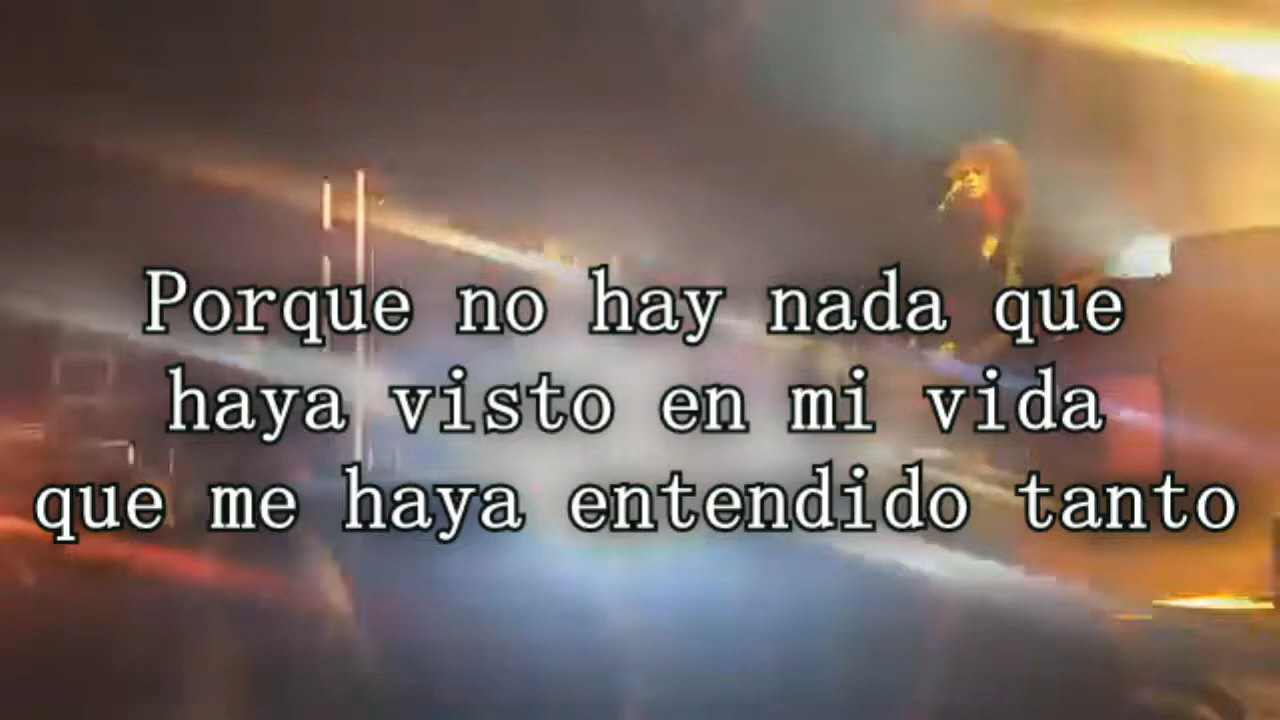 Porque no hay nada que
haya visto en mi vida
que me haya entendido tanto